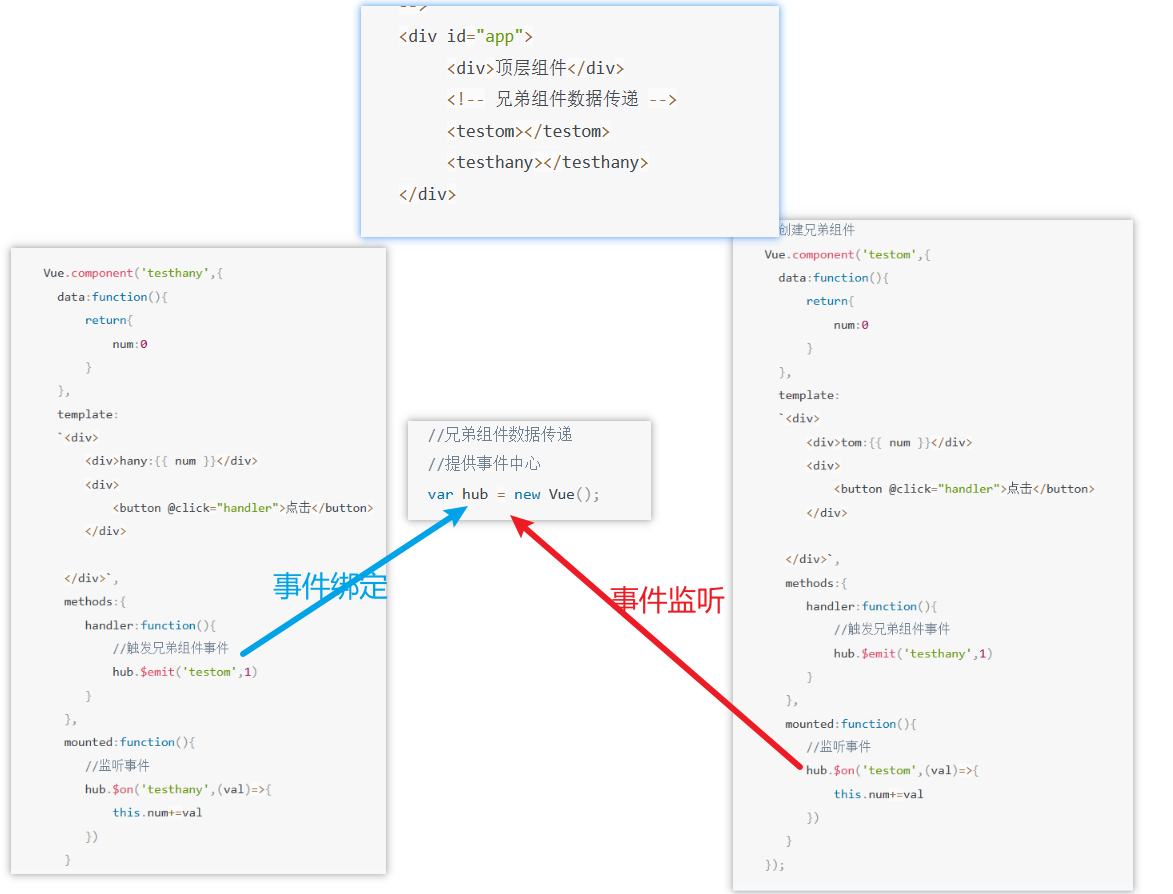 -->
<div id="app">
<div>顶层组件</div>
<!-- 兄弟组件数据传递 -->
<testom></testom>
<testhany></testhany>
</div>
Vue.component('testhany',{
data:function(){
return{
num:0
}
},
template:
`<div>
<div>hany:{{ num }}</div>
<div>
<button @click="handler">点击</button>
</div>
</div>`,
methods:{
handler:function(){
//触发兄弟组件事件
hub.$emit('testom',1)
}
},
mounted:function(){
//监听事件
hub.$on('testhany',(val)=>{
this.num+=val
})
}
//兄弟组件数据传递
//提供事件中心
var hub = new Vue();
事件绑定
事件监听
创建兄弟组件
Vue.component('testom',{
data:function(){
return{
num:0
}
},
template:
`<div>
<div>tom:{{ num }}</div>
<div>
<button @click="handler">点击</button>
</div>
</div>`,
methods:{
handler:function(){
//触发兄弟组件事件
hub.$emit('testhany',1)
}
},
mounted:function(){
//监听事件
hub.$on('testom',(val)=>{
this.num+=val
})
}
});